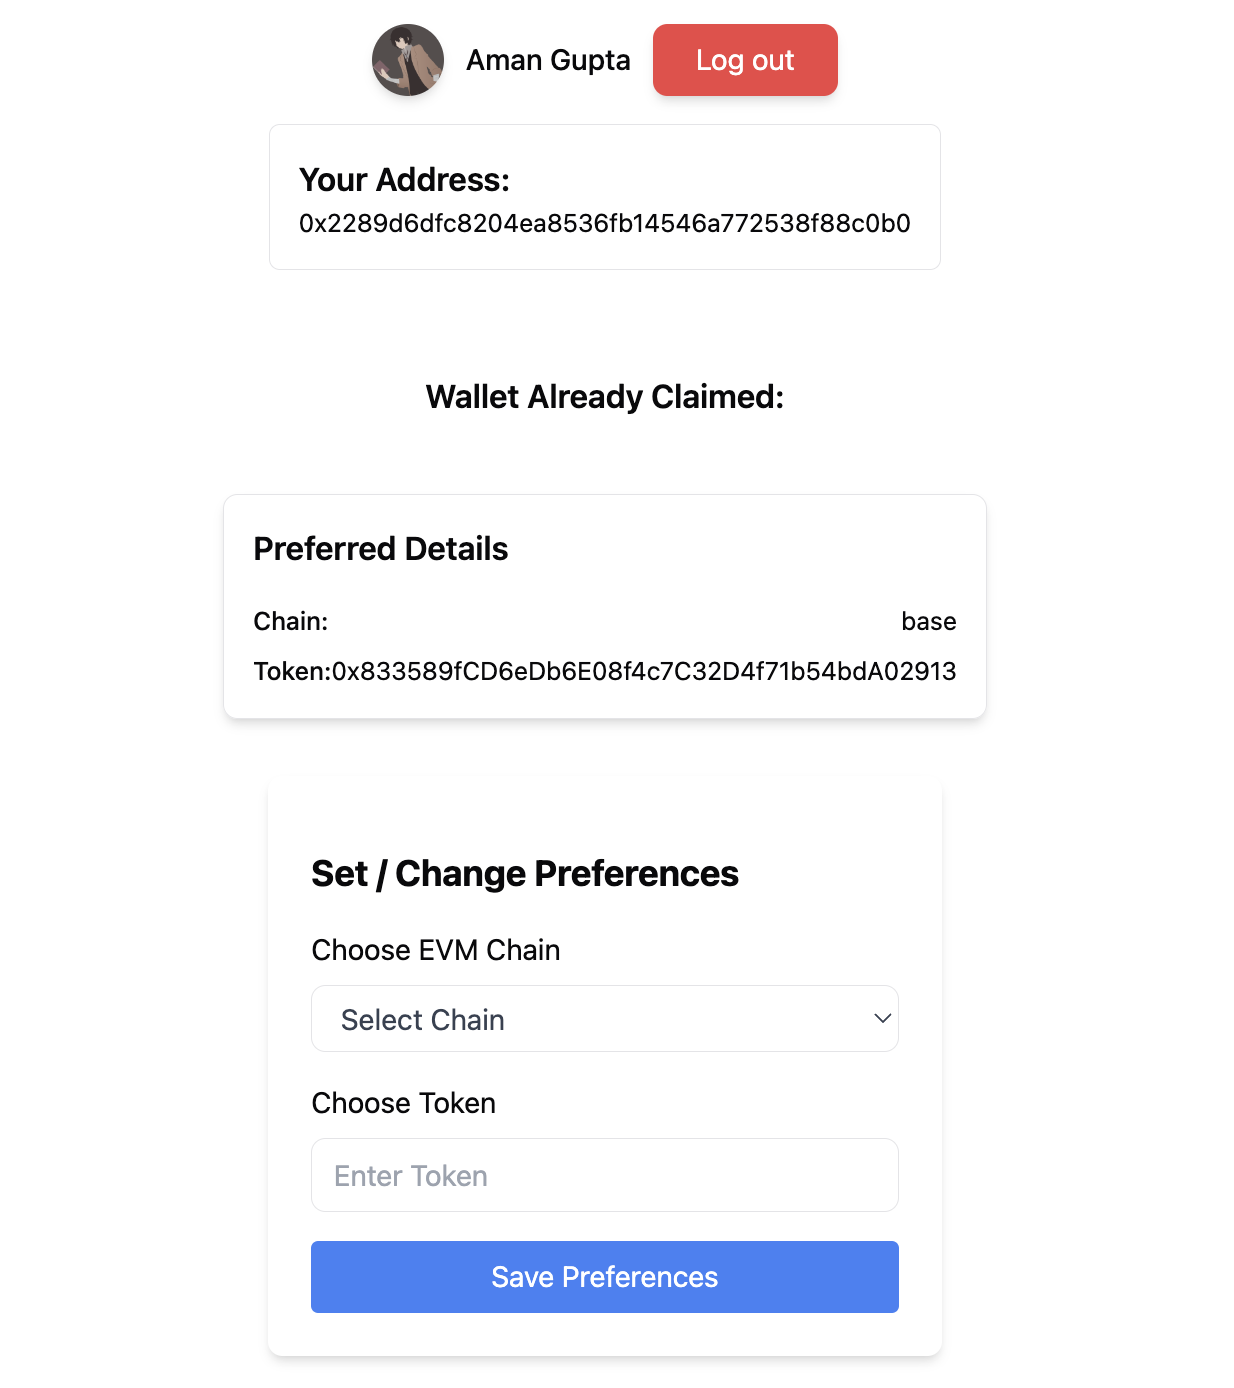 Aman Gupta
Log out
Your Address:
0x2289d6dfc8204ea8536fb14546a772538f88c0b0
Wallet Already Claimed:
Preferred Details
Chain: base
Token:0x833589fCD6eDb6E08f4c7C32D4f71b54bdA02913
Set / Change Preferences
Choose EVM Chain
Select Chain
Choose Token
Enter Token
Save Preferences